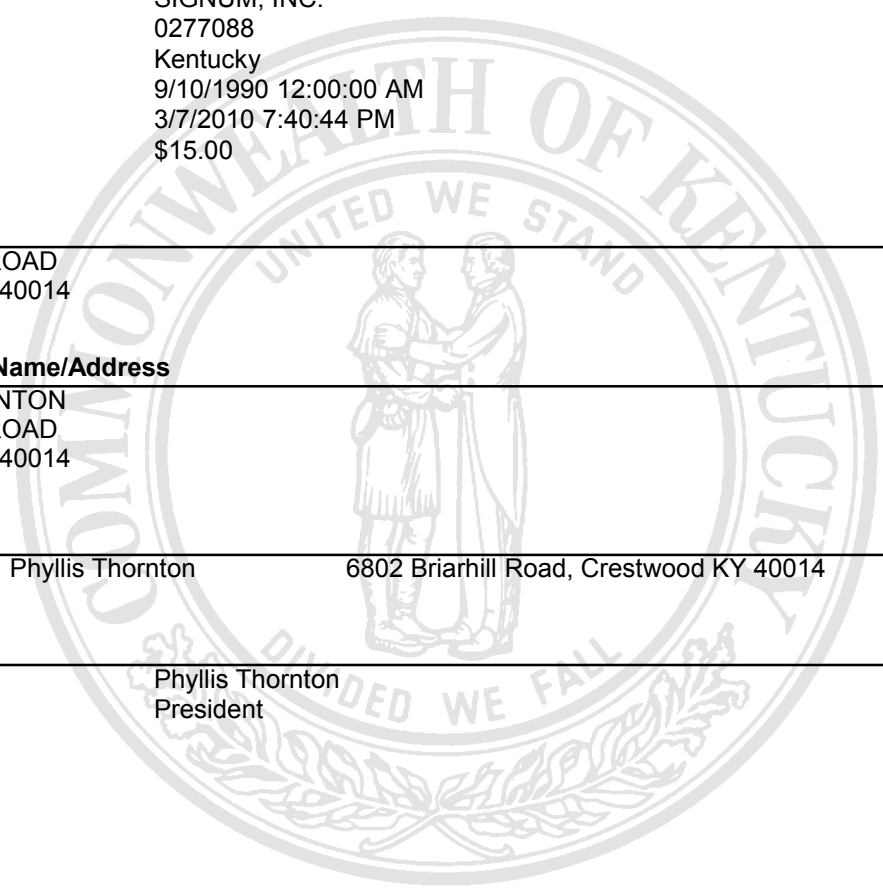 SIGNUM, INC.
0277088
Kentucky
9/10/1990 12:00:00 AM
3/7/2010 7:40:44 PM
$15.00
COMMONWEALTH OF KENTUCKY
UNITED WE STAND
OAD
40014
Name/Address
NTON
OAD
40014
Phyllis Thornton 6802 Briarhill Road, Crestwood KY 40014
Phyllis Thornton
President
DIVIDED WE FALL